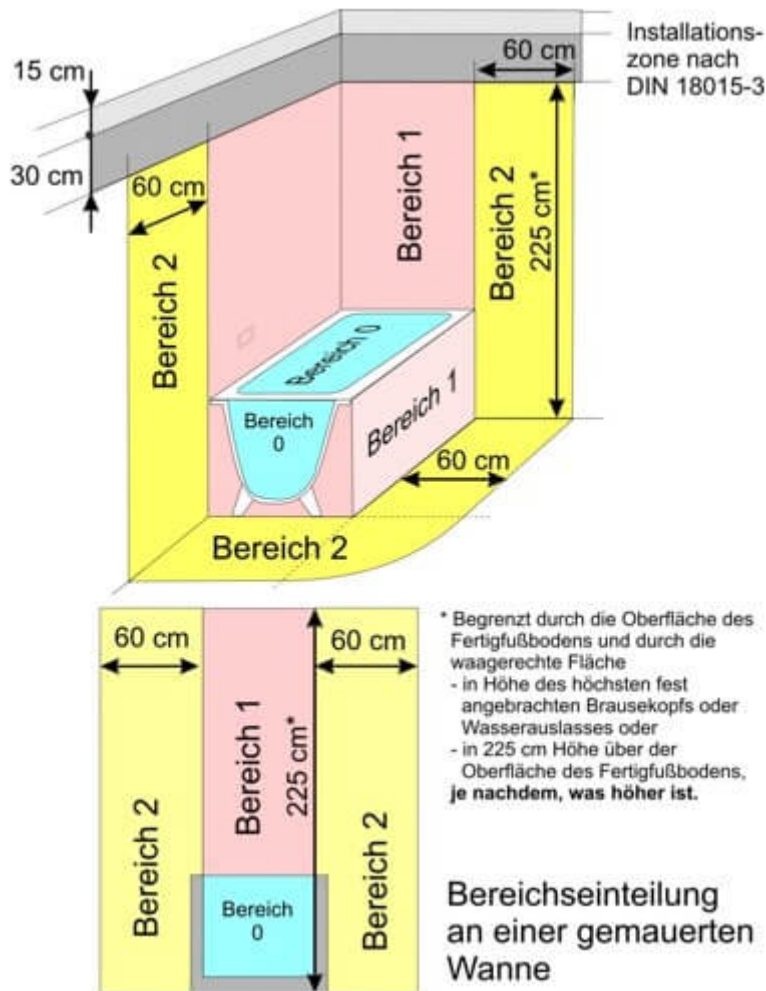 Installations-
zone nach
DIN 18015-3
60 cm
15 cm
30 cm
60 cm
Bereich 2
Bereich 1
Bereich 2
225 cm*
Bereich 0
Bereich 1
Bereich
0
60 cm
Bereich 2
60 cm
60 cm
Bereich 1
225 cm*
Bereich 2
Bereich 2
Bereich
0
* Begrenzt durch die Oberfläche des
Fertigfußbodens und durch die
waagerechte Fläche
- in Höhe des höchsten fest
angebrachten Brausekopfs oder
Wasserauslasses oder
- in 225 cm Höhe über der
Oberfläche des Fertigfußbodens,
je nachdem, was höher ist.
Bereichseinteilung
an einer gemauerten
Wanne